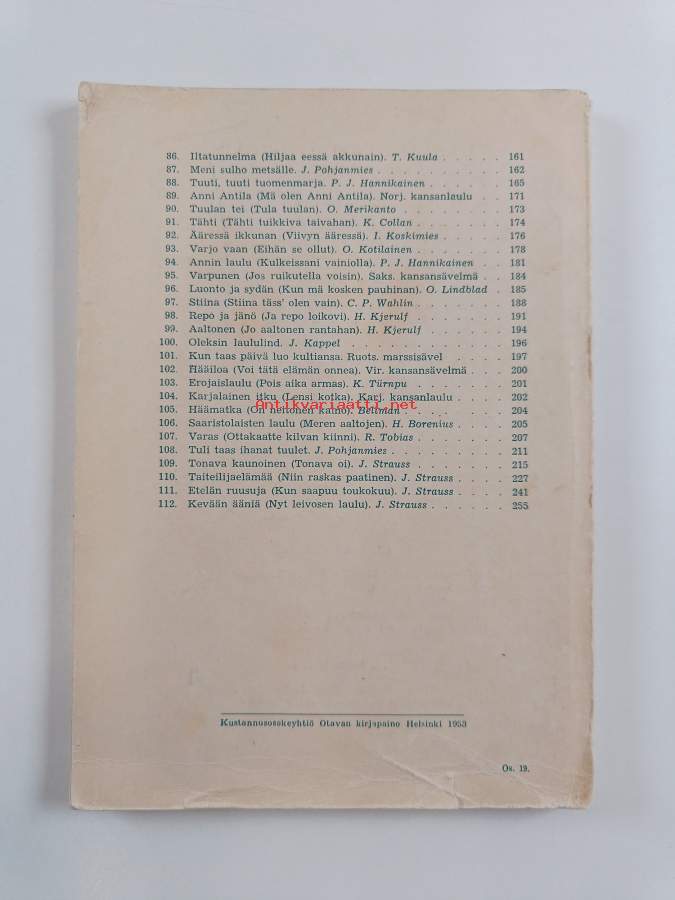 86. Iltatunnelma (Hiljaa eessä akkunain). T. Kuula . . . . . 161
87. Meni sulho metsälle. J. Pohjanmies . . . . . . . . . 162
88. Tuuti, tuuti tuomenmarja. P. J. Hannikainen . . . . . 165
89. Anni Antila (Mä olen Anni Antila). Norj. kansanlaulu . . 171
90. Tuulan tei (Tula tuulan). O. Merikanto . . . . . . . 173
91. Tähti (Tähti tuikkiva taivahan). K. Collan . . . . . . 174
92. Ääressä ikkunan (Viivyn ääressä). I. Koskimies . . . . 176
93. Varjo vaan (Eihän se ollut). O. Kotilainen . . . . . . 178
94. Annin laulu (Kulkeissani vainiolla). P. J. Hannikainen . . 181
95. Varpunen (Jos ruikutella voisin). Saks. kansansävelmä . . 184
96. Luonto ja sydän (Kun mä kosken pauhinan). O. Lindblad . 185
97. Stiina (Stiina täss' olen vain). C. P. Wahlin . . . . . 188
98. Repo ja jänö (Ja repo loikovi). H. Kjerulf . . . . . . 191
99. Aaltonen (Jo aaltonen rantahan). H. Kjerulf . . . . . 194
100. Oleksin laululind. J. Kappel . . . . . . . . . . . 196
101. Kun taas päivä luo kultiansa. Ruots. marssisävel . . . 197
102. Hääiloa (Voi tätä elämän onnea). Vir. kansansävelmä . . 200
103. Erojaislaulu (Pois aika armas). K. Türnpu . . . . . . 201
104. Karjalainen itku (Lensi kotka). Karj. kansanlaulu . . . 202
105. Häämatka (On neitonen kaino). Bellman . . . . . . . 204
106. Saaristolaisten laulu (Meren aaltojen). H. Borenius . . . 205
107. Varas (Ottakaatte kilvan kiinni). R. Tobias . . . . . . 207
108. Tuli taas ihanat tuulet. J. Pohjanmies . . . . . . . . 211
109. Tonava kaunoinen (Tonava oi). J. Strauss . . . . . . 215
110. Taiteilijaelämää (Niin raskas paatinen). J. Strauss . . . . 227
111. Etelän ruusuja (Kun saapuu toukokuu). J. Strauss . . . . 241
112. Kevään ääniä (Nyt leivosen laulu). J. Strauss . . . . . . 255
Antikvariaatti.net
Kustannusosakeyhtiö Otavan kirjapaino Helsinki 1953
Os. 19.